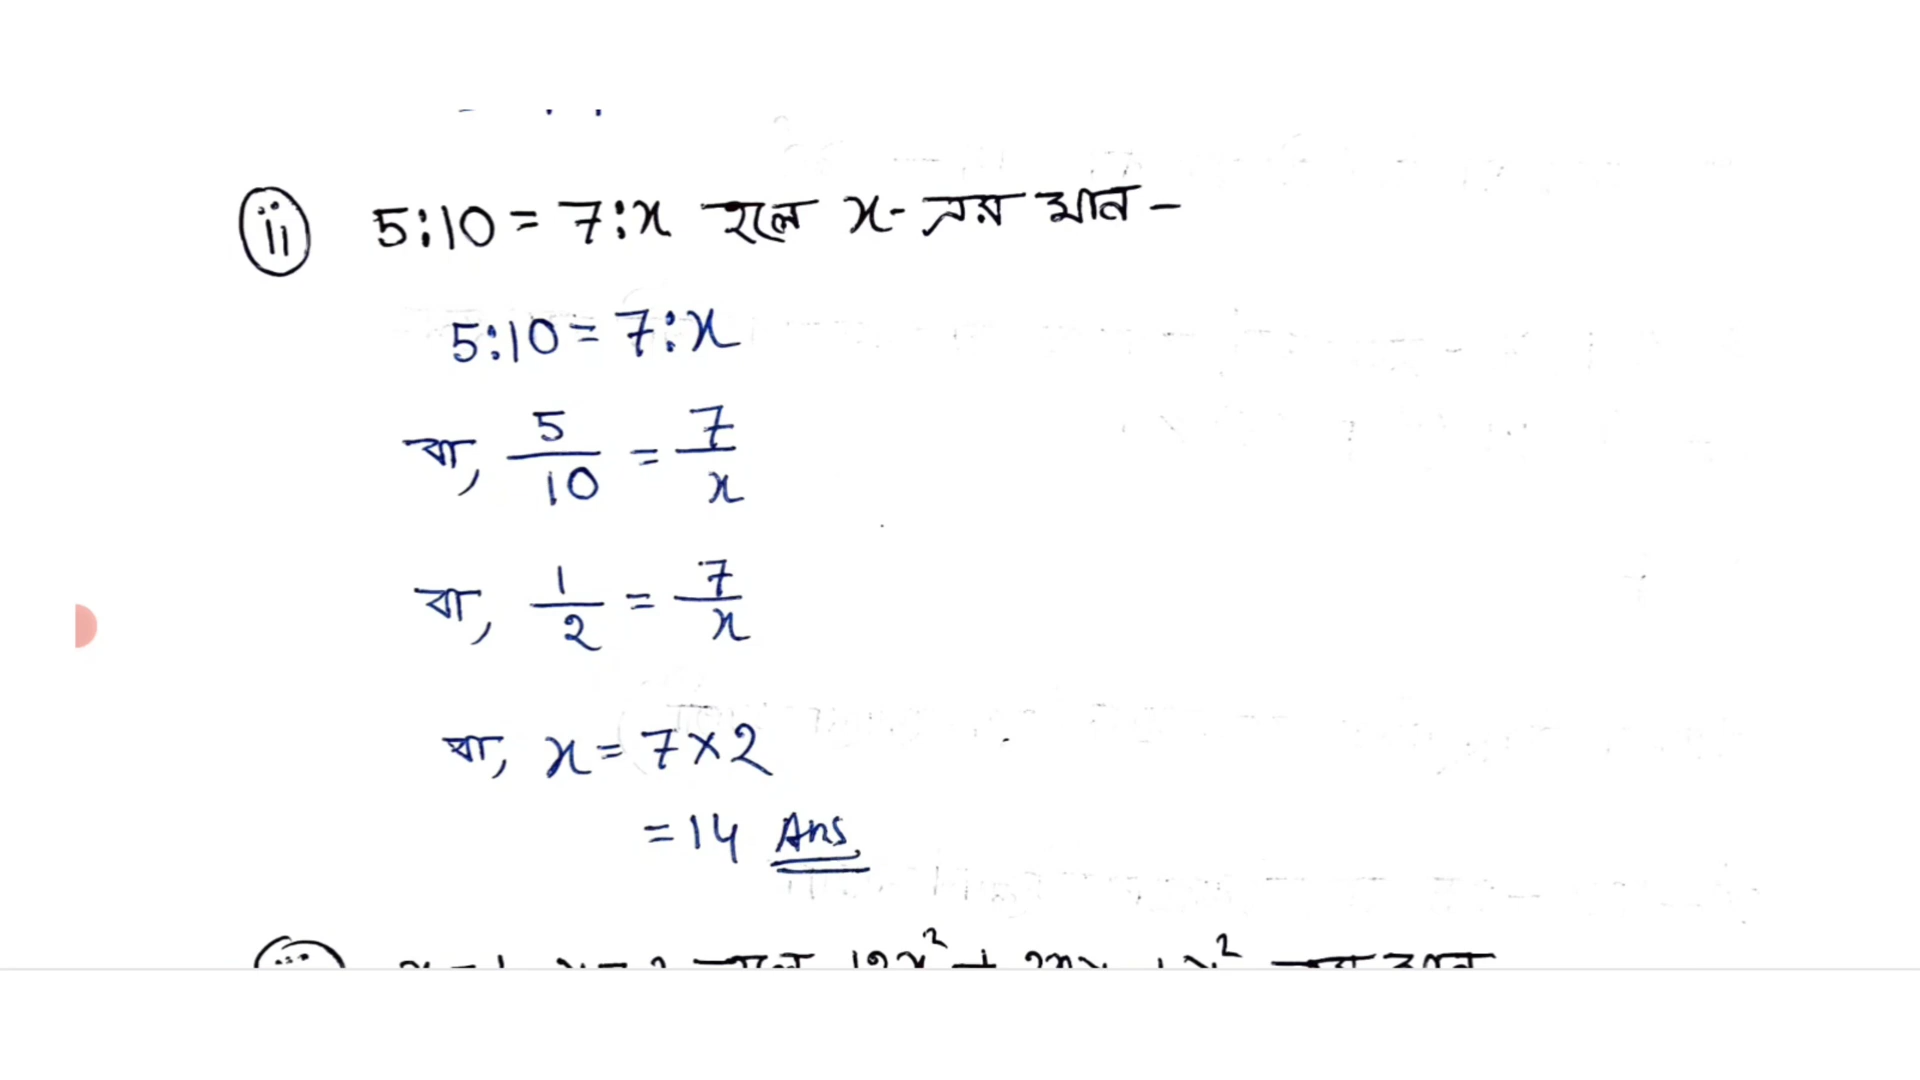 ii 5:10 = 7:x হলে x-এর মান-
5:10 = 7:x
বা, 5/10 = 7/x
বা, 1/2 = 7/x
বা, x = 7×2
= 14 Ans.